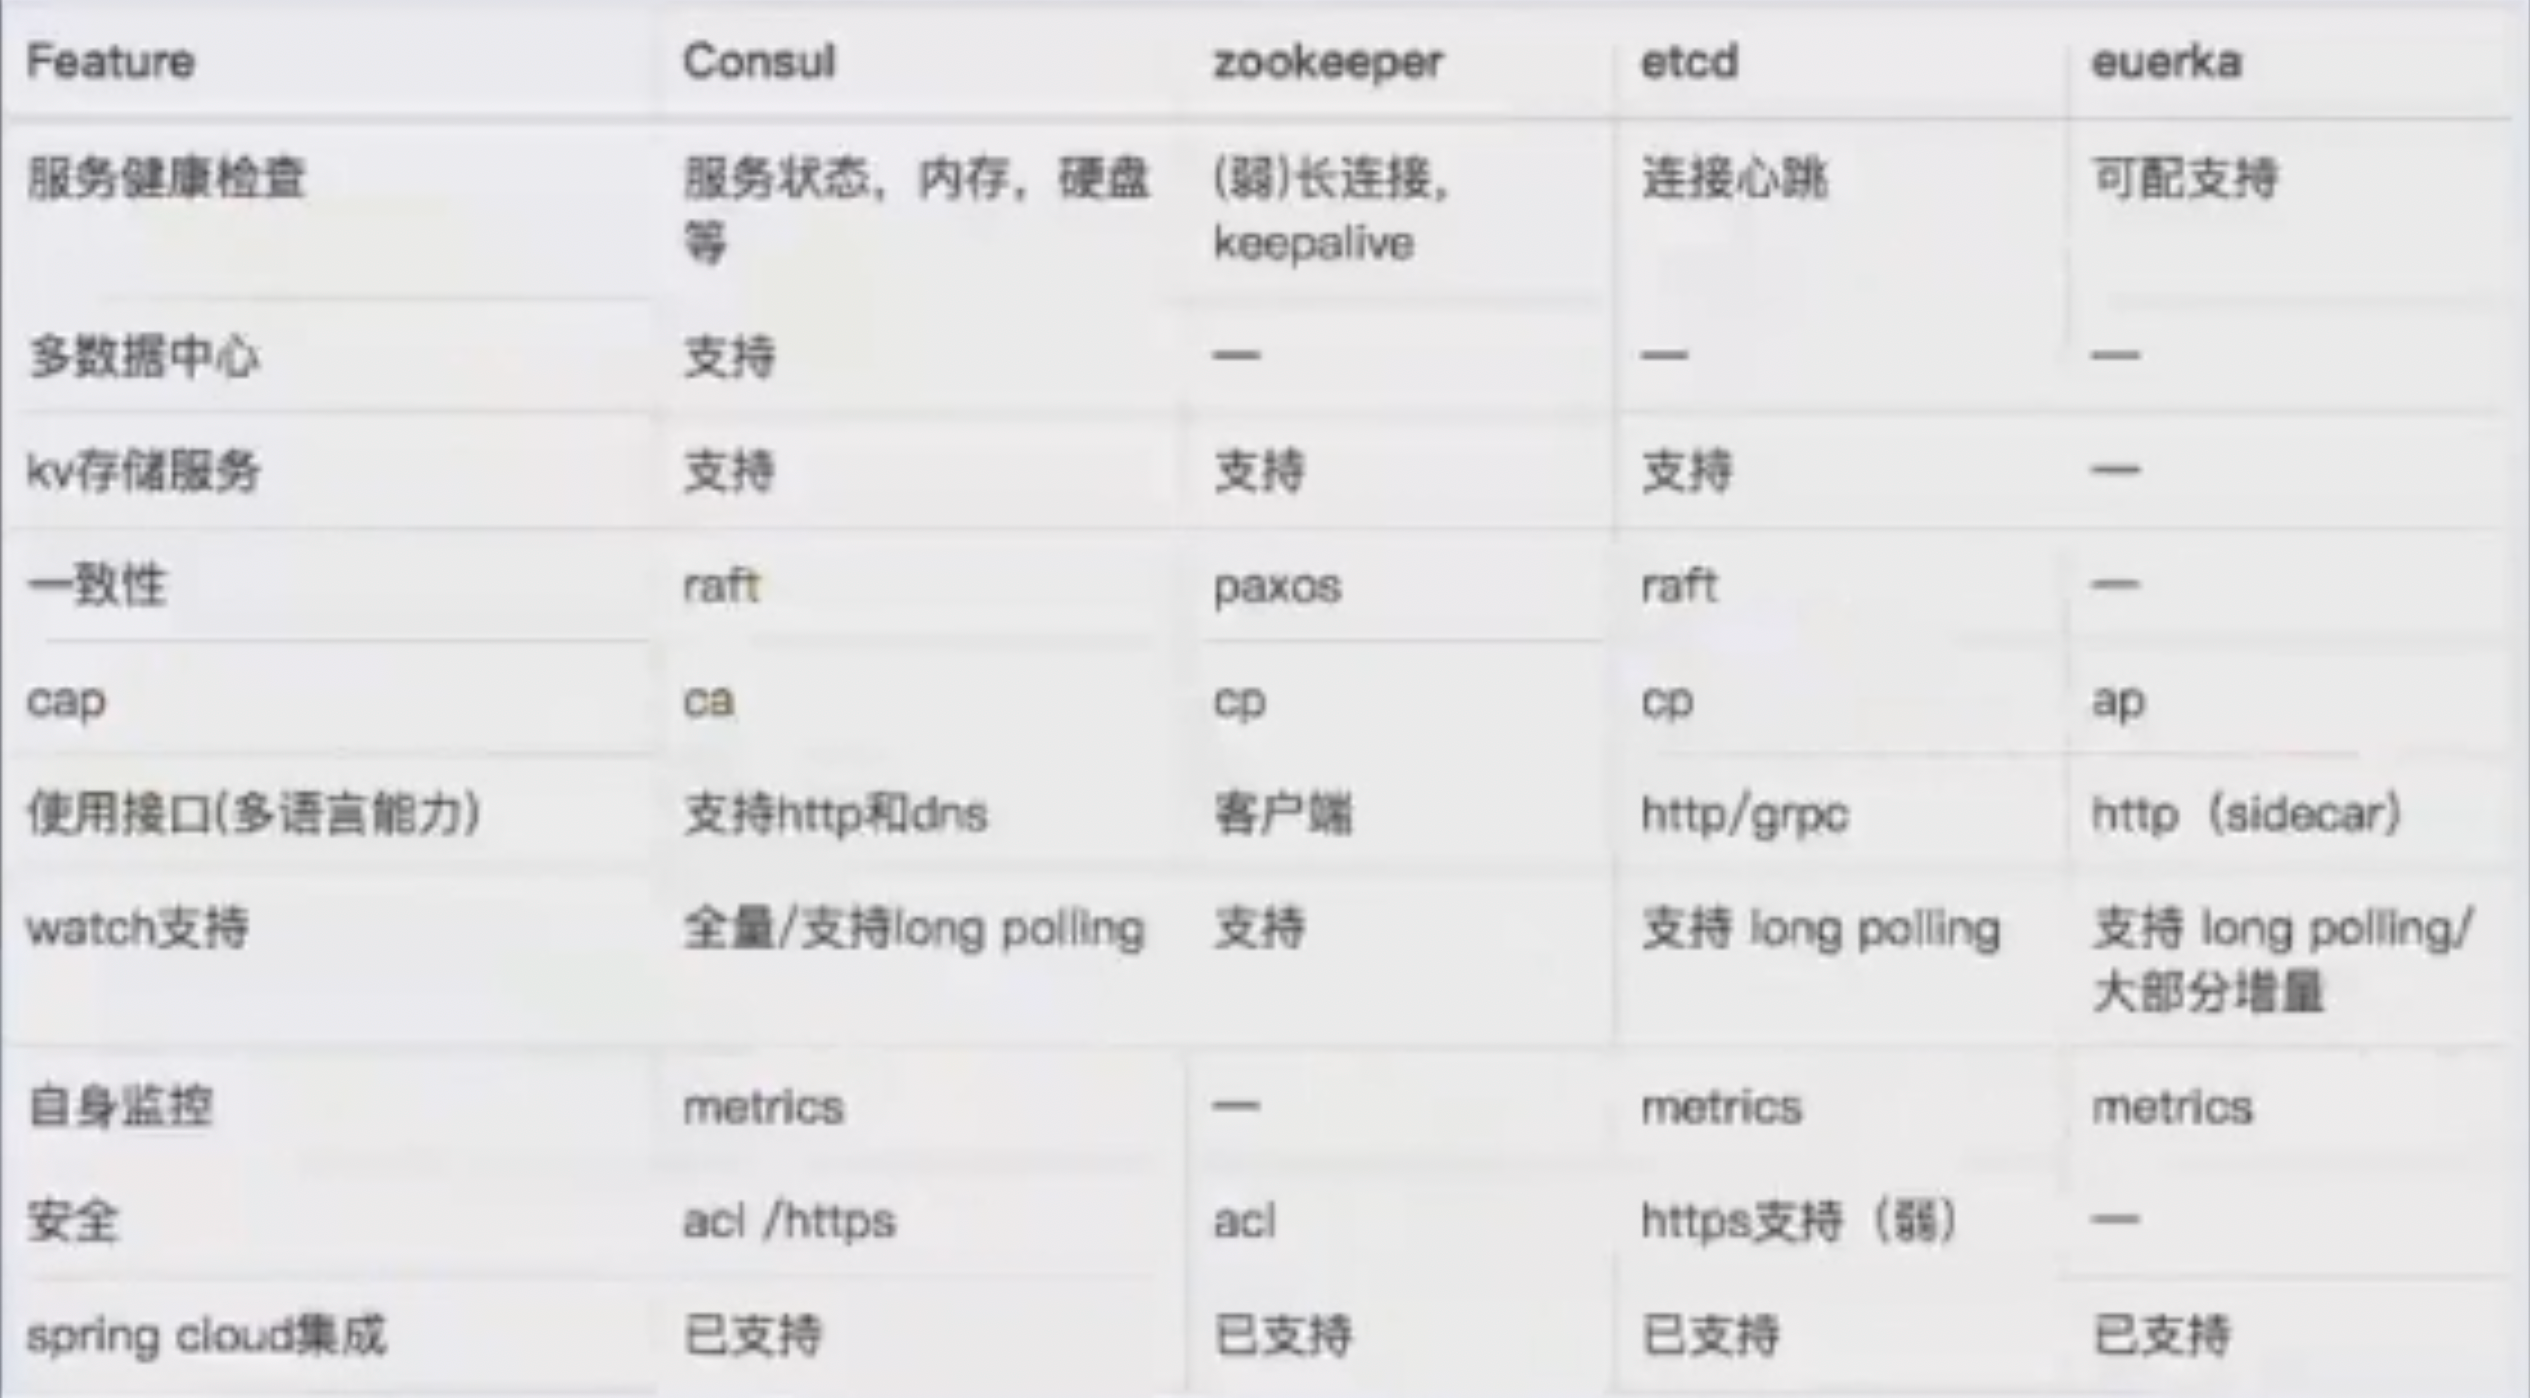 Feature Consul zookeeper etcd euerka
服务健康检查 服务状态，内存，硬盘 (弱)长连接， 连接心跳 可配支持
等 keepalive
多数据中心 支持 — — —
kv存储服务 支持 支持 支持 —
一致性 raft paxos raft —
cap ca cp cp ap
使用接口(多语言能力) 支持http和dns 客户端 http/grpc http（sidecar）
watch支持 全量/支持long polling 支持 支持 long polling 支持 long polling/
大部分增量
自身监控 metrics — metrics metrics
安全 acl /https acl https支持（弱） —
spring cloud集成 已支持 已支持 已支持 已支持